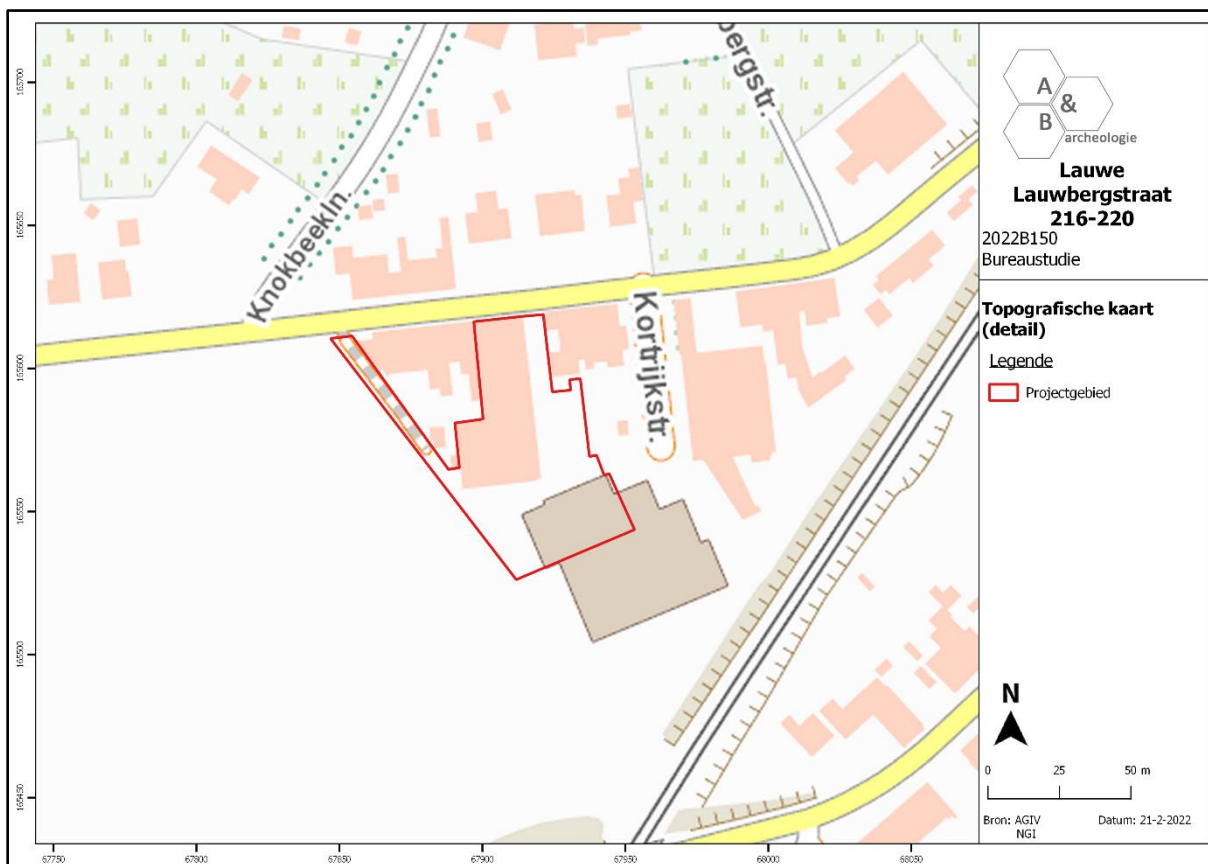 bergstr.
Knokbeekln.
Kortrijkstr.
165700
165650
165600
165550
165500
165450
67750
67800
67850
67900
67950
68000
68050
A
&
B
archeologie
Lauwe
Lauwbergstraat
216-220
2022B150
Bureaustudie
Topografische kaart
(detail)
Legende
Projectgebied
N
0 25 50 m
Bron: AGIV Datum: 21-2-2022
NGI